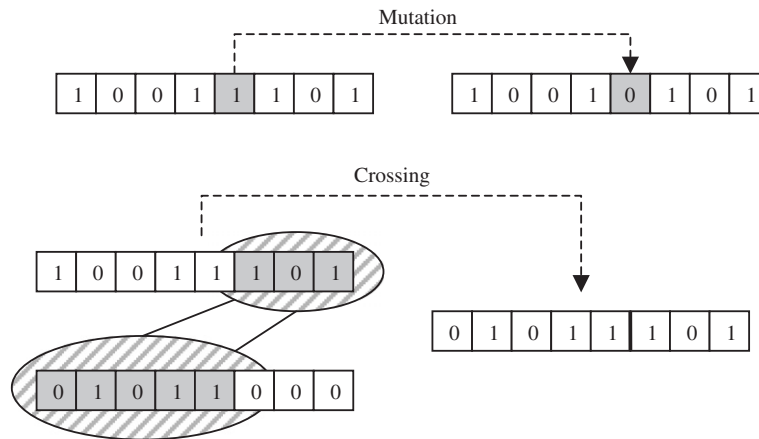 Mutation
1 0 0 1 1 1 0 1
1 0 0 1 0 1 0 1
Crossing
1 0 0 1 1 1 0 1
0 1 0 1 1 1 0 1
0 1 0 1 1 0 0 0